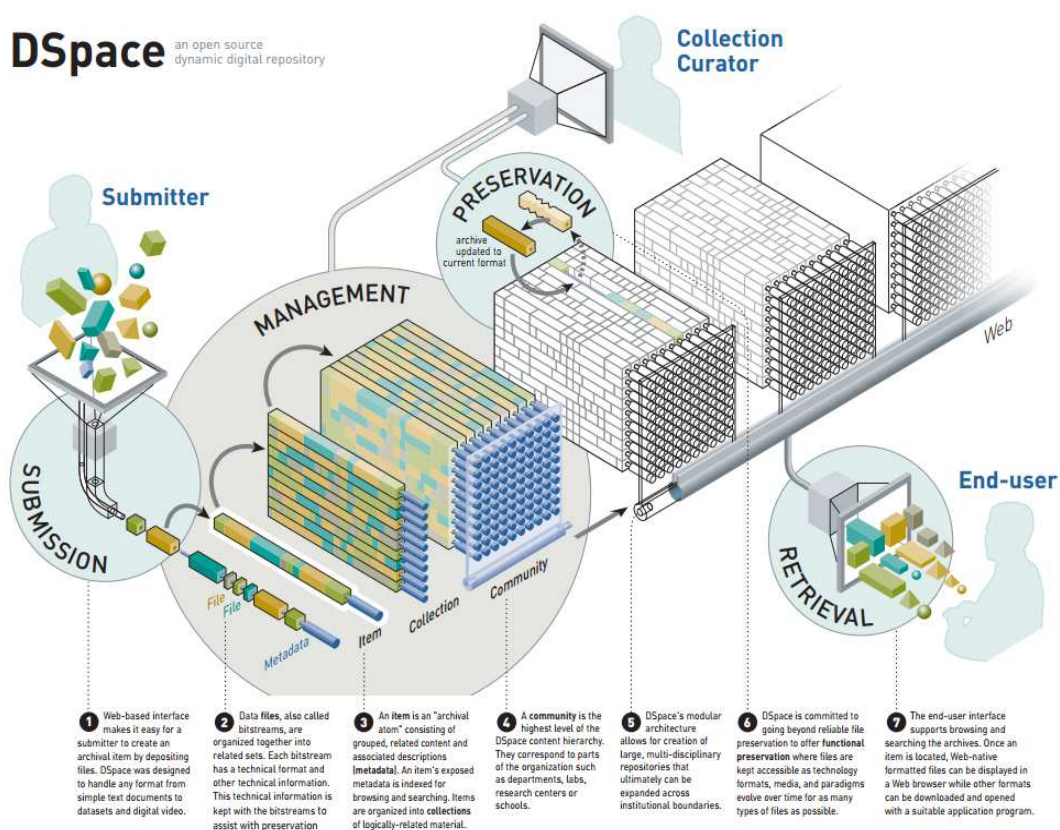 DSpace
an open source
dynamic digital repository
Collection
Curator
Submitter
PRESERVATION
archive
updated to
current format
MANAGEMENT
Web
End-user
SUBMISSION
RETRIEVAL
File
File
Metadata
Item
Collection
Community
1 Web-based interface
makes it easy for a
submitter to create an
archival item by depositing
files. DSpace was designed
to handle any format from
simple text documents to
datasets and digital video.
2 Data files, also called
bitstreams, are
organized together into
related sets. Each bitstream
has a technical format and
other technical information.
This technical information is
kept with the bitstreams to
assist with preservation
3 An item is an "archival
atom" consisting of
grouped, related content and
associated descriptions
(metadata). An item's exposed
metadata is indexed for
browsing and searching. Items
are organized into collections
of logically-related material.
4 A community is the
highest level of the
DSpace content hierarchy.
They correspond to parts
of the organization such
as departments, labs,
research centers or
schools.
5 DSpace's modular
architecture
allows for creation of
large, multi-disciplinary
repositories that
ultimately can be
expanded across
institutional boundaries.
6 DSpace is committed to
going beyond reliable file
preservation to offer functional
preservation where files are
kept accessible as technology
formats, media, and paradigms
evolve over time for as many
types of files as possible.
7 The end-user interface
supports browsing and
searching the archives. Once an
item is located, Web-native
formatted files can be displayed
in a Web browser while other formats
can be downloaded and opened
with a suitable application program.